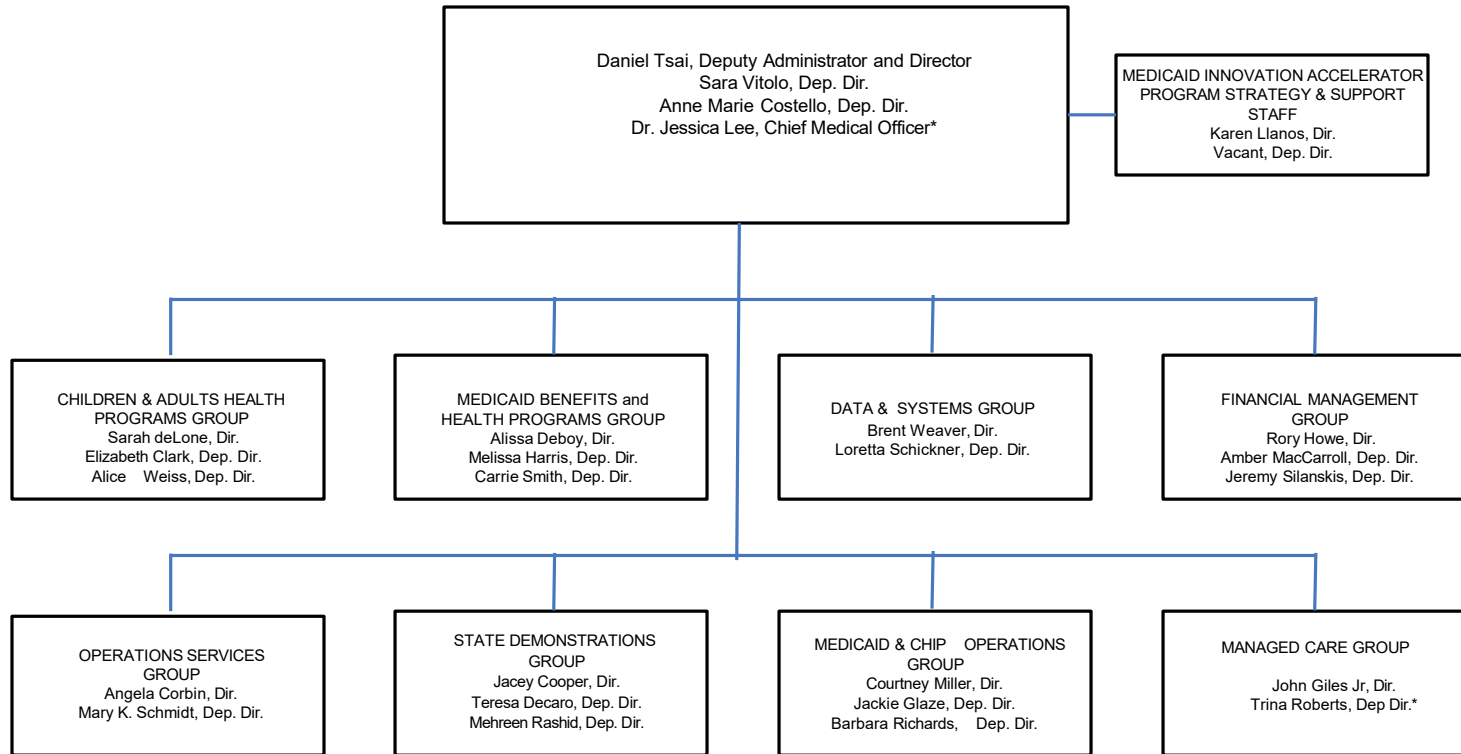 Daniel Tsai, Deputy Administrator and Director
Sara Vitolo, Dep. Dir.
Anne Marie Costello, Dep. Dir.
Dr. Jessica Lee, Chief Medical Officer*
MEDICAID INNOVATION ACCELERATOR
PROGRAM STRATEGY & SUPPORT
STAFF
Karen Llanos, Dir.
Vacant, Dep. Dir.
CHILDREN & ADULTS HEALTH
PROGRAMS GROUP
Sarah deLone, Dir.
Elizabeth Clark, Dep. Dir.
Alice Weiss, Dep. Dir.
MEDICAID BENEFITS and
HEALTH PROGRAMS GROUP
Alissa Deboy, Dir.
Melissa Harris, Dep. Dir.
Carrie Smith, Dep. Dir.
DATA & SYSTEMS GROUP
Brent Weaver, Dir.
Loretta Schickner, Dep. Dir.
FINANCIAL MANAGEMENT
GROUP
Rory Howe, Dir.
Amber MacCarroll, Dep. Dir.
Jeremy Silanskis, Dep. Dir.
OPERATIONS SERVICES
GROUP
Angela Corbin, Dir.
Mary K. Schmidt, Dep. Dir.
STATE DEMONSTRATIONS
GROUP
Jacey Cooper, Dir.
Teresa Decaro, Dep. Dir.
Mehreen Rashid, Dep. Dir.
MEDICAID & CHIP OPERATIONS
GROUP
Courtney Miller, Dir.
Jackie Glaze, Dep. Dir.
Barbara Richards, Dep. Dir.
MANAGED CARE GROUP
John Giles Jr, Dir.
Trina Roberts, Dep Dir.*